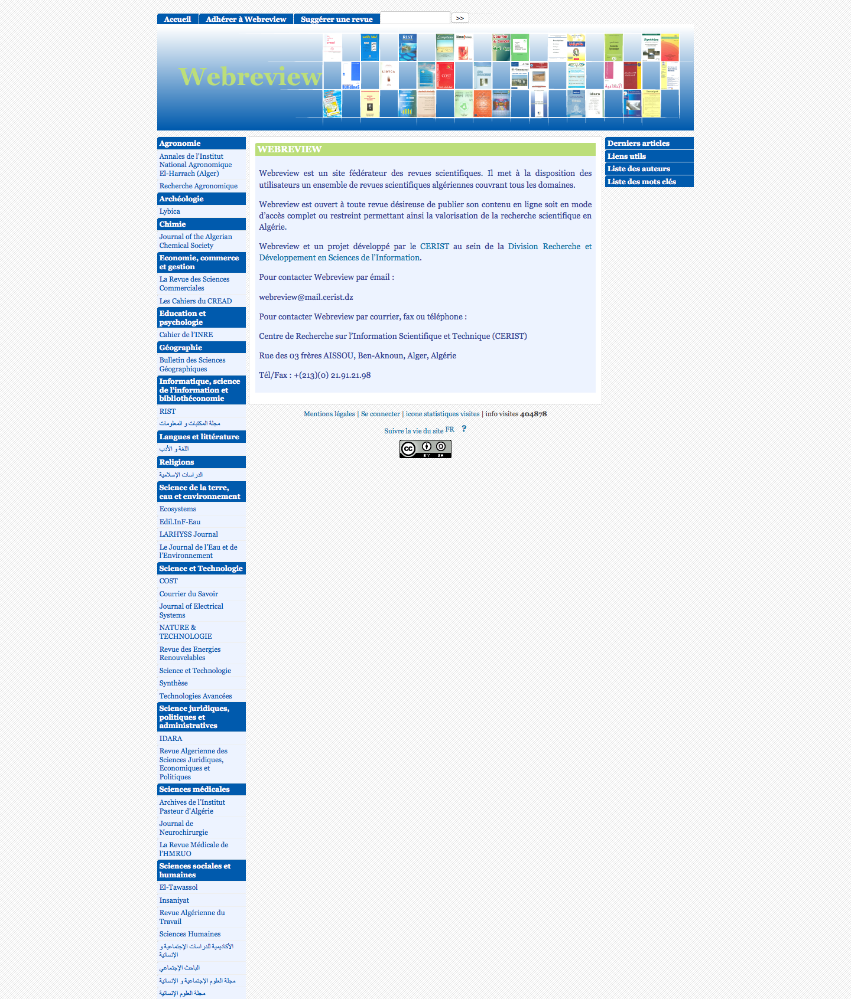 Accueil
Adhérer à Webreview
Suggérer une revue
>>
Webreview
Agronomie
Annales de l’Institut
National Agronomique
El-Harrach (Alger)
Recherche Agronomique
Archéologie
Lybica
Chimie
Journal of the Algerian
Chemical Society
Economie, commerce
et gestion
La Revue des Sciences
Commerciales
Les Cahiers du CREAD
Education et
psychologie
Cahier de l’INRE
Géographie
Bulletin des Sciences
Géographiques
Informatique, science
de l’information et
bibliothéconomie
RIST
مجلة المكتبات و المعلومات
Langues et littérature
اللغة و الأدب
Religions
الدراسات الإسلامية
Science de la terre,
eau et environnement
Ecosystems
Edil.InF-Eau
LARHYSS Journal
Le Journal de l’Eau et de
l’Environnement
Science et Technologie
COST
Courrier du Savoir
Journal of Electrical
Systems
NATURE &
TECHNOLOGIE
Revue des Energies
Renouvelables
Science et Technologie
Synthèse
Technologies Avancées
Science juridiques,
politiques et
administratives
IDARA
Revue Algerienne des
Sciences Juridiques,
Economiques et
Politiques
Sciences médicales
Archives de l’Institut
Pasteur d’Algérie
Journal de
Neurochirurgie
La Revue Médicale de
l’HMRUO
Sciences sociales et
humaines
El-Tawassol
Insaniyat
Revue Algérienne du
Travail
Sciences Humaines
الأكاديمية للدراسات الإجتماعية و
الإنسانية
الباحث الإجتماعي
مجلة العلوم الإجتماعية و الإنسانية
مجلة العلوم الإنسانية
WEBREVIEW
Webreview est un site fédérateur des revues scientifiques. Il met à la disposition des
utilisateurs un ensemble de revues scientifiques algériennes couvrant tous les domaines.
Webreview est ouvert à toute revue désireuse de publier son contenu en ligne soit en mode
d’accès complet ou restreint permettant ainsi la valorisation de la recherche scientifique en
Algérie.
Webreview et un projet développé par le CERIST au sein de la Division Recherche et
Développement en Sciences de l’Information.
Pour contacter Webreview par émail :
webreview@mail.cerist.dz
Pour contacter Webreview par courrier, fax ou téléphone :
Centre de Recherche sur l’Information Scientifique et Technique (CERIST)
Rue des 03 frères AISSOU, Ben-Aknoun, Alger, Algérie
Tél/Fax : +(213)(0) 21.91.21.98
Mentions légales | Se connecter | icone statistiques visites | info visites 404878
Suivre la vie du site FR ?
cc BY SA
Derniers articles
Liens utils
Liste des auteurs
Liste des mots clés